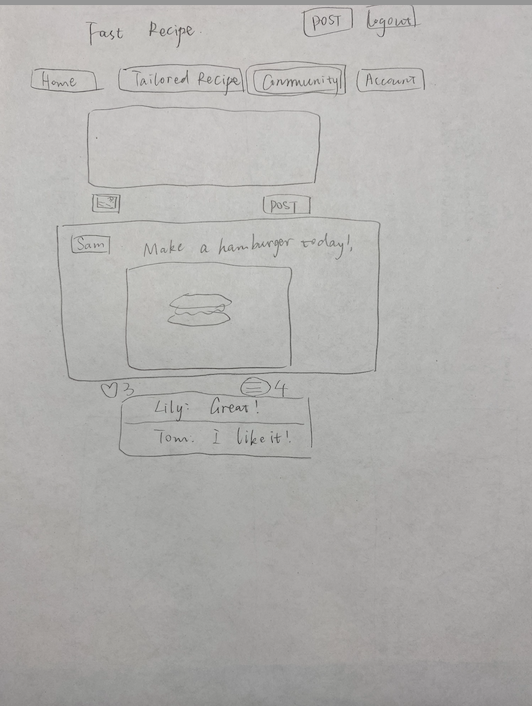 Fast Recipe.
POST Logout
Home Tailored Recipe Community Account
POST
Sam Make a hamburger today!
3 4
Lily: Great!
Tom. I like it!